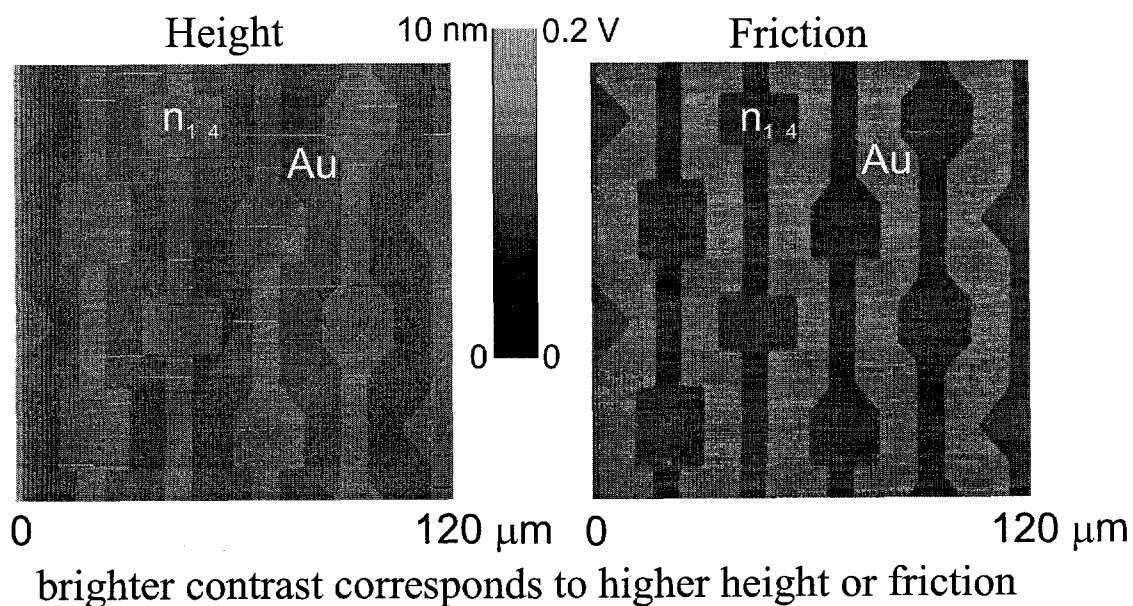 Height 10 nm 0.2 V Friction
n₁ ₄ n₁ ₄
Au Au
0 0
0 120 μm 0 120 μm
brighter contrast corresponds to higher height or friction